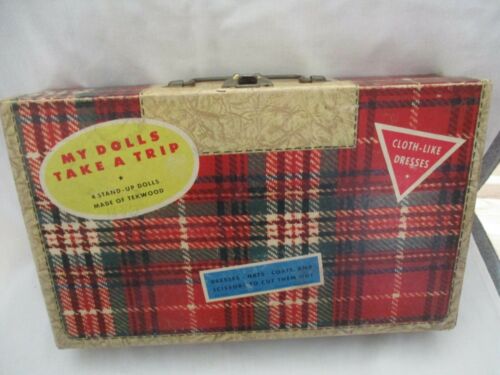 MY DOLLS
TAKE A TRIP
4 STAND-UP DOLLS
MADE OF TEKWOOD
CLOTH-LIKE
DRESSES
DRESSES - HATS - COATS AND
SCISSORS TO CUT THEM OUT